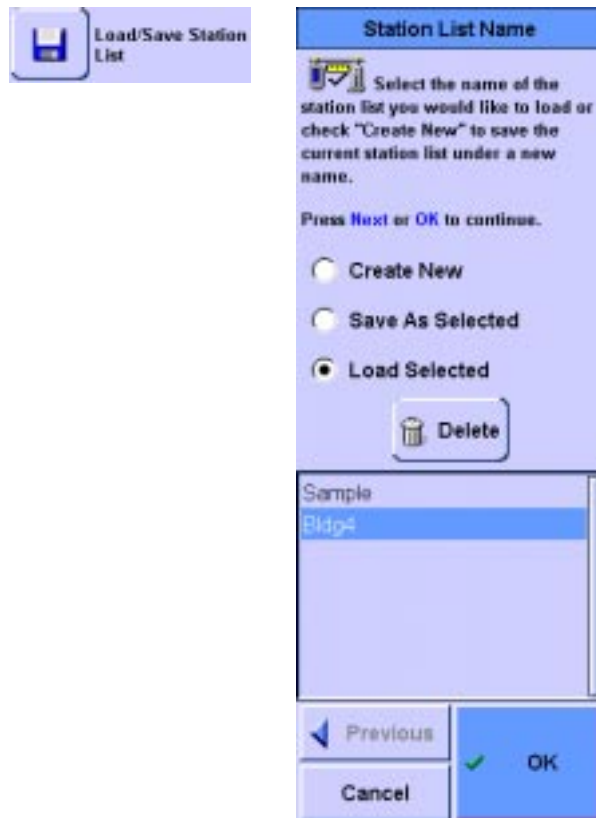 Load/Save Station
List
Station List Name
Select the name of the
station list you would like to load or
check "Create New" to save the
current station list under a new
name.
Press Next or OK to continue.
Create New
Save As Selected
Load Selected
Delete
Sample
Bldg4
Previous
OK
Cancel